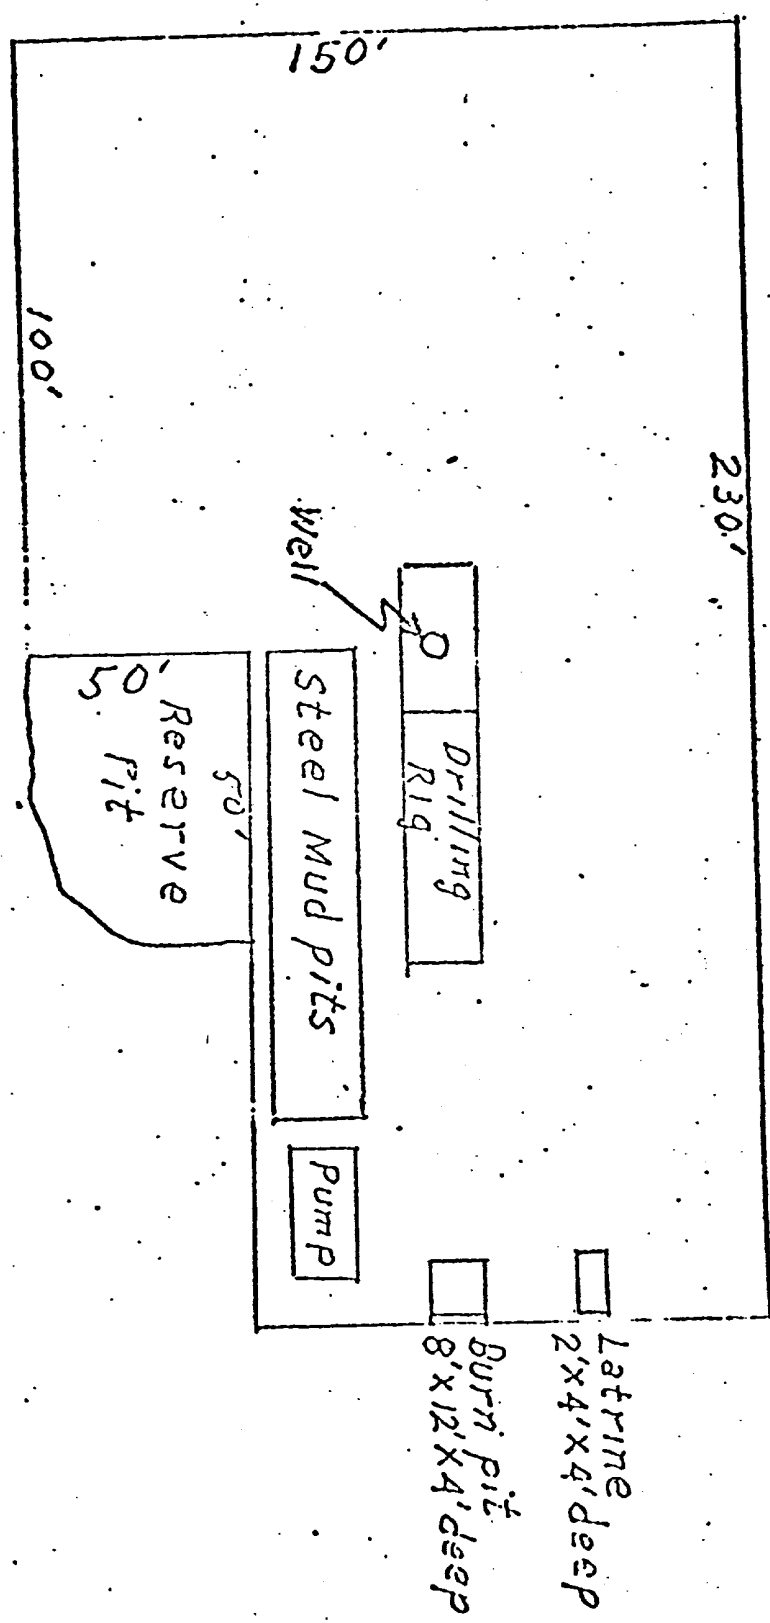 150'
230'
100'
Well
Drilling
Rig
Steel Mud pits
50'
50'
Reserve
Pit
Pump
Latrine
2'x4'x4' deep
Burn pit
8'x12'x4' deep